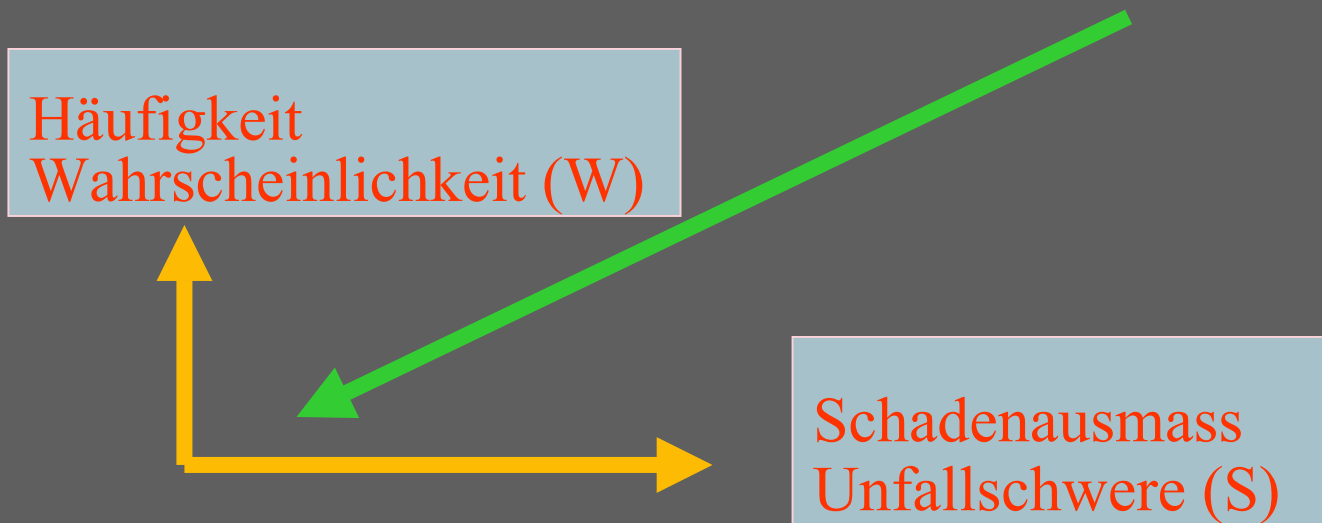 Häufigkeit
Wahrscheinlichkeit (W)
Schadenausmass
Unfallschwere (S)